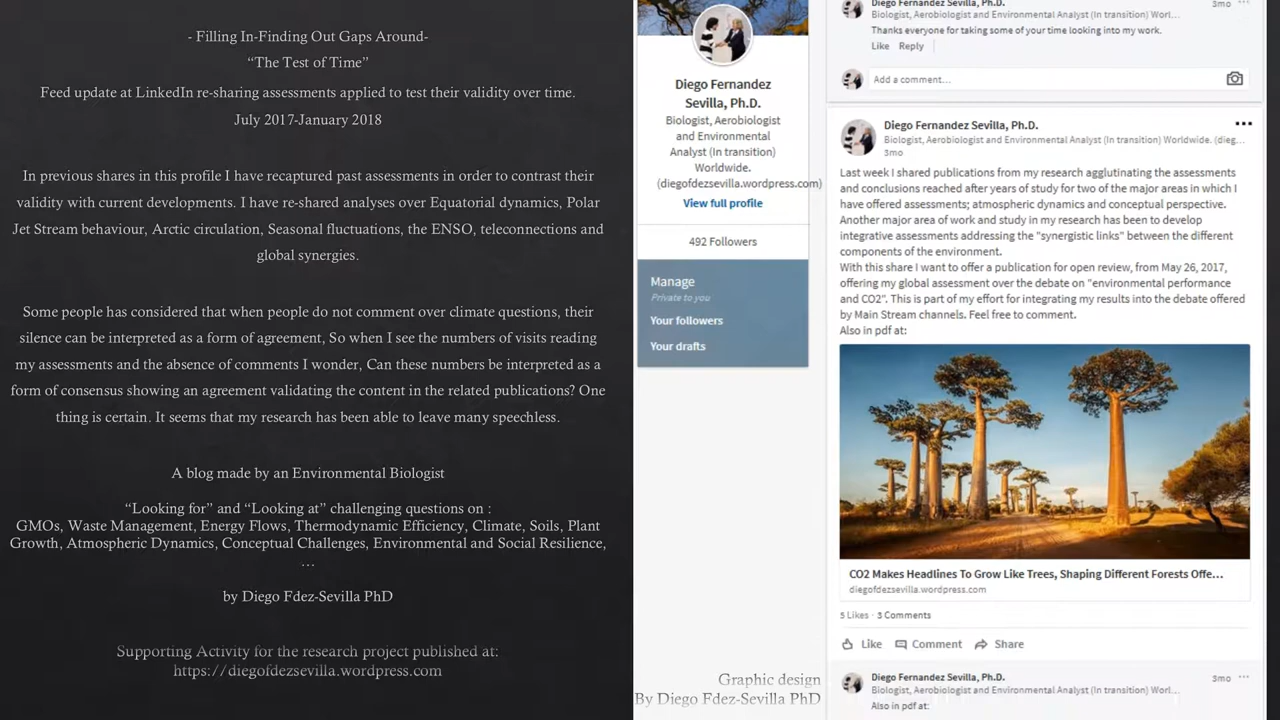 - Filling In-Finding Out Gaps Around-
“The Test of Time”
Feed update at LinkedIn re-sharing assessments applied to test their validity over time.
July 2017-January 2018
In previous shares in this profile I have recaptured past assessments in order to contrast their
validity with current developments. I have re-shared analyses over Equatorial dynamics, Polar
Jet Stream behaviour, Arctic circulation, Seasonal fluctuations, the ENSO, teleconnections and
global synergies.
Some people has considered that when people do not comment over climate questions, their
silence can be interpreted as a form of agreement, So when I see the numbers of visits reading
my assessments and the absence of comments I wonder, Can these numbers be interpreted as a
form of consensus showing an agreement validating the content in the related publications? One
thing is certain. It seems that my research has been able to leave many speechless.
A blog made by an Environmental Biologist
“Looking for” and “Looking at” challenging questions on :
GMOs, Waste Management, Energy Flows, Thermodynamic Efficiency, Climate, Soils, Plant
Growth, Atmospheric Dynamics, Conceptual Challenges, Environmental and Social Resilience,
…
by Diego Fdez-Sevilla PhD
Supporting Activity for the research project published at:
https://diegofdezsevilla.wordpress.com
Diego Fernandez
Sevilla, Ph.D.
Biologist, Aerobiologist
and Environmental
Analyst (In transition)
Worldwide.
(diegofdezsevilla.wordpress.com)
View full profile
492 Followers
Manage
Private to you
Your followers
Your drafts
Graphic design
By Diego Fdez-Sevilla PhD
Diego Fernandez Sevilla, Ph.D.
3mo ...
Biologist, Aerobiologist and Environmental Analyst (In transition) Worl...
Thanks everyone for taking some of your time looking into my work.
Like Reply
Add a comment...
Diego Fernandez Sevilla, Ph.D.
Biologist, Aerobiologist and Environmental Analyst (In transition) Worldwide. (dieg...
3mo
Last week I shared publications from my research agglutinating the assessments
and conclusions reached after years of study for two of the major areas in which I
have offered assessments; atmospheric dynamics and conceptual perspective.
Another major area of work and study in my research has been to develop
integrative assessments addressing the "synergistic links" between the different
components of the environment.
With this share I want to offer a publication for open review, from May 26, 2017,
offering my global assessment over the debate on "environmental performance
and CO2". This is part of my effort for integrating my results into the debate offered
by Main Stream channels. Feel free to comment.
Also in pdf at:
CO2 Makes Headlines To Grow Like Trees, Shaping Different Forests Offe...
diegofdezsevilla.wordpress.com
5 Likes · 3 Comments
Like Comment Share
Diego Fernandez Sevilla, Ph.D.
3mo ...
Biologist, Aerobiologist and Environmental Analyst (In transition) Worl...
Also in pdf at: